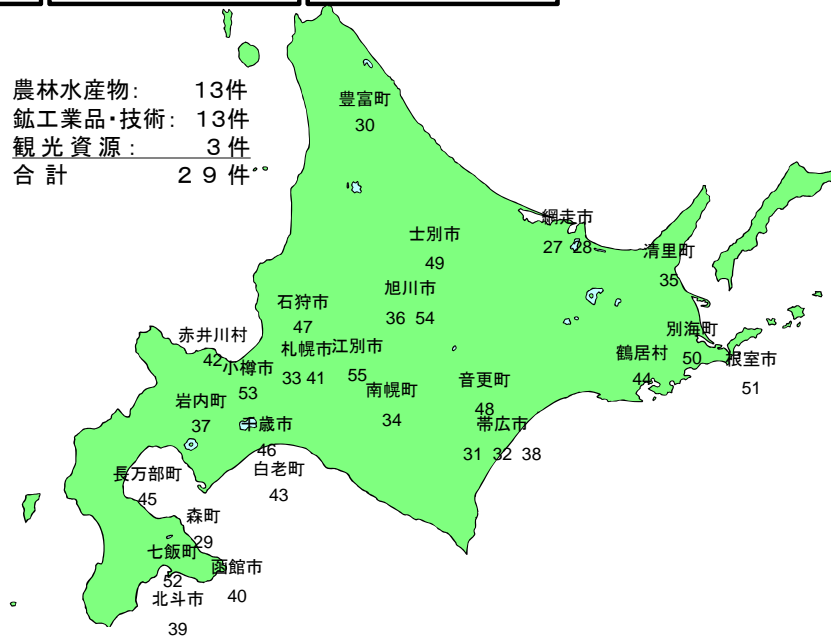 農林水産物: 13件
鉱工業品・技術: 13件
観光資源: 3件
合計 29件
豊富町
30
網走市
27 28
士別市
49
清里町
35
旭川市
36 54
石狩市
47
別海町
50
赤井川村
42
札幌市
33 41
江別市
55
鶴居村
44
根室市
51
小樽市
53
南幌町
34
音更町
48
岩内町
37
千歳市
46
帯広市
31 32 38
白老町
43
長万部町
45
森町
29
七飯町
52
函館市
40
北斗市
39